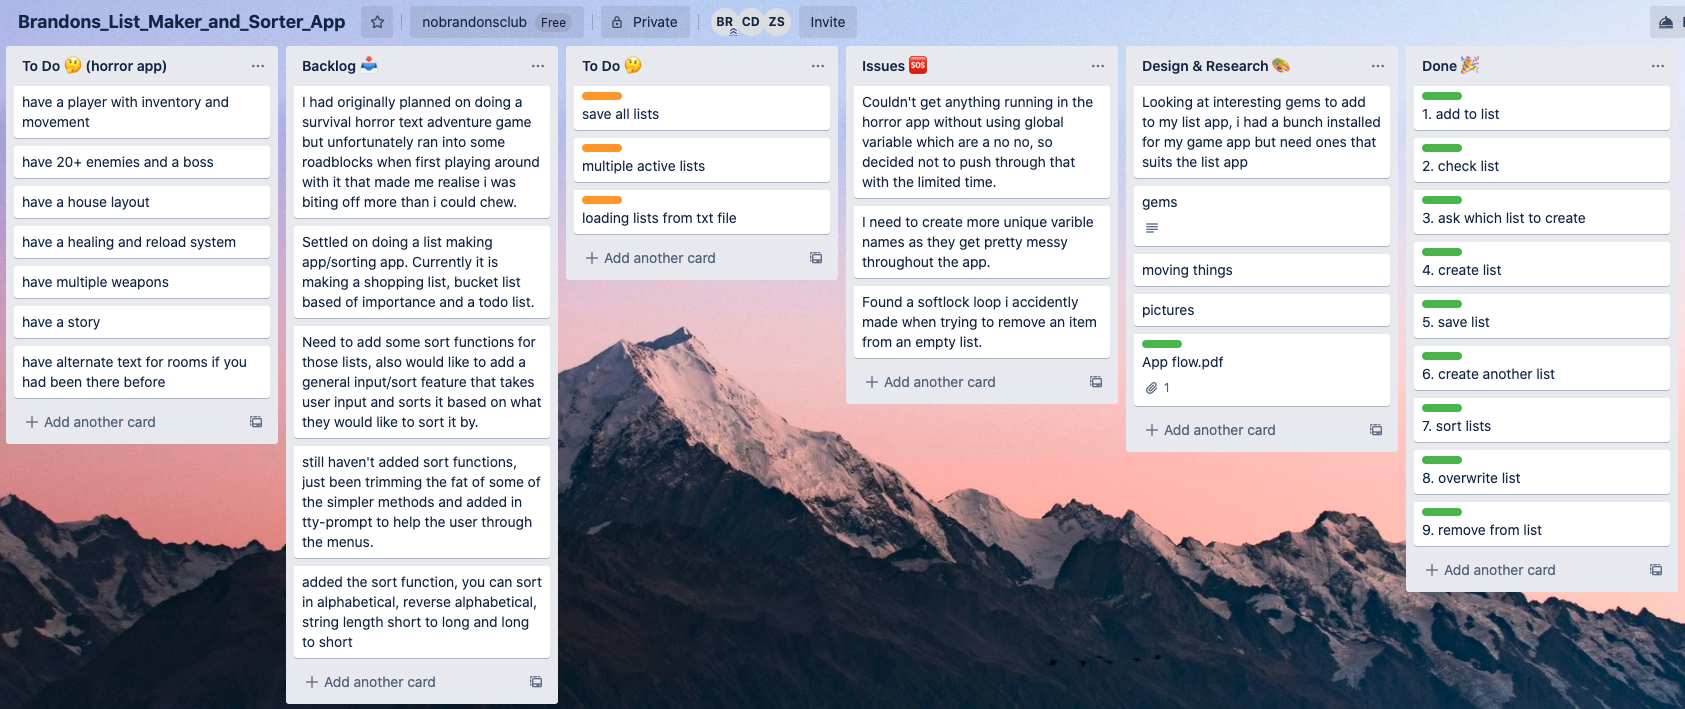 Brandons_List_Maker_and_Sorter_App
nobrandonsclub Free
Private
BR CD ZS
Invite
To Do 🤔 (horror app)
have a player with inventory and
movement
have 20+ enemies and a boss
have a house layout
have a healing and reload system
have multiple weapons
have a story
have alternate text for rooms if you
had been there before
+ Add another card
Backlog 📥
I had originally planned on doing a
survival horror text adventure game
but unfortunately ran into some
roadblocks when first playing around
with it that made me realise i was
biting off more than i could chew.
Settled on doing a list making
app/sorting app. Currently it is
making a shopping list, bucket list
based of importance and a todo list.
Need to add some sort functions for
those lists, also would like to add a
general input/sort feature that takes
user input and sorts it based on what
they would like to sort it by.
still haven't added sort functions,
just been trimming the fat of some of
the simpler methods and added in
tty-prompt to help the user through
the menus.
added the sort function, you can sort
in alphabetical, reverse alphabetical,
string length short to long and long
to short
+ Add another card
To Do 🤔
save all lists
multiple active lists
loading lists from txt file
+ Add another card
Issues 🆘
Couldn't get anything running in the
horror app without using global
variable which are a no no, so
decided not to push through that
with the limited time.
I need to create more unique varible
names as they get pretty messy
throughout the app.
Found a softlock loop i accidently
made when trying to remove an item
from an empty list.
+ Add another card
Design & Research 🎨
Looking at interesting gems to add
to my list app, i had a bunch installed
for my game app but need ones that
suits the list app
gems
moving things
pictures
App flow.pdf
1
+ Add another card
Done 🎉
1. add to list
2. check list
3. ask which list to create
4. create list
5. save list
6. create another list
7. sort lists
8. overwrite list
9. remove from list
+ Add another card